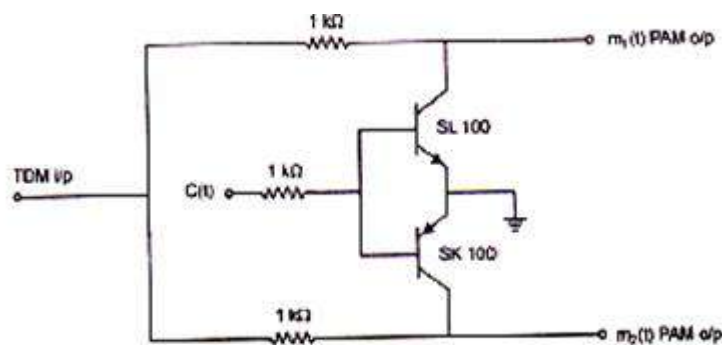 1 kΩ
m₁(t) PAM o/p
SL 100
1 kΩ
TDM i/p
C(t)
SK 100
1 kΩ
m₂(t) PAM o/p